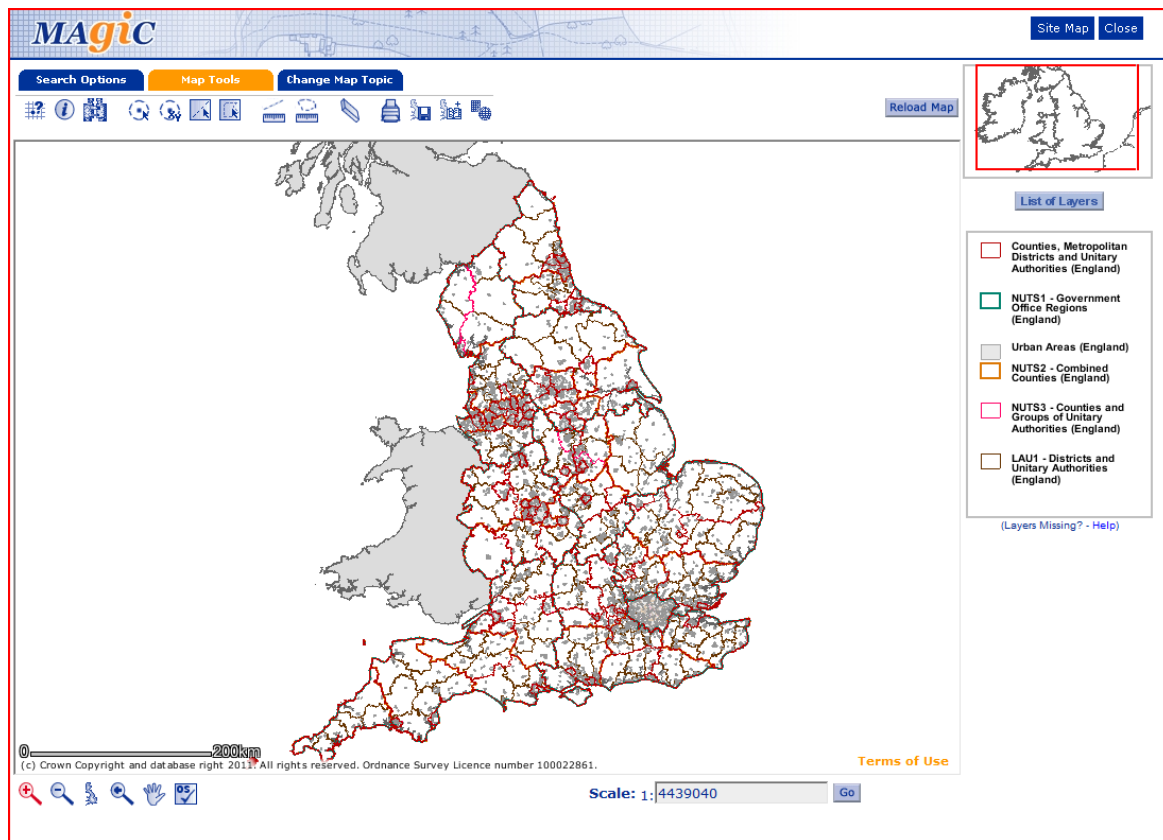 MAgiC
Site Map Close
Search Options Map Tools Change Map Topic
Reload Map
List of Layers
Counties, Metropolitan
Districts and Unitary
Authorities (England)
NUTS1 - Government
Office Regions
(England)
Urban Areas (England)
NUTS2 - Combined
Counties (England)
NUTS3 - Counties and
Groups of Unitary
Authorities (England)
LAU1 - Districts and
Unitary Authorities
(England)
(Layers Missing? - Help)
0 200km
(c) Crown Copyright and database right 2011. All rights reserved. Ordnance Survey Licence number 100022861.
Terms of Use
OS
Scale: 1: 4439040 Go